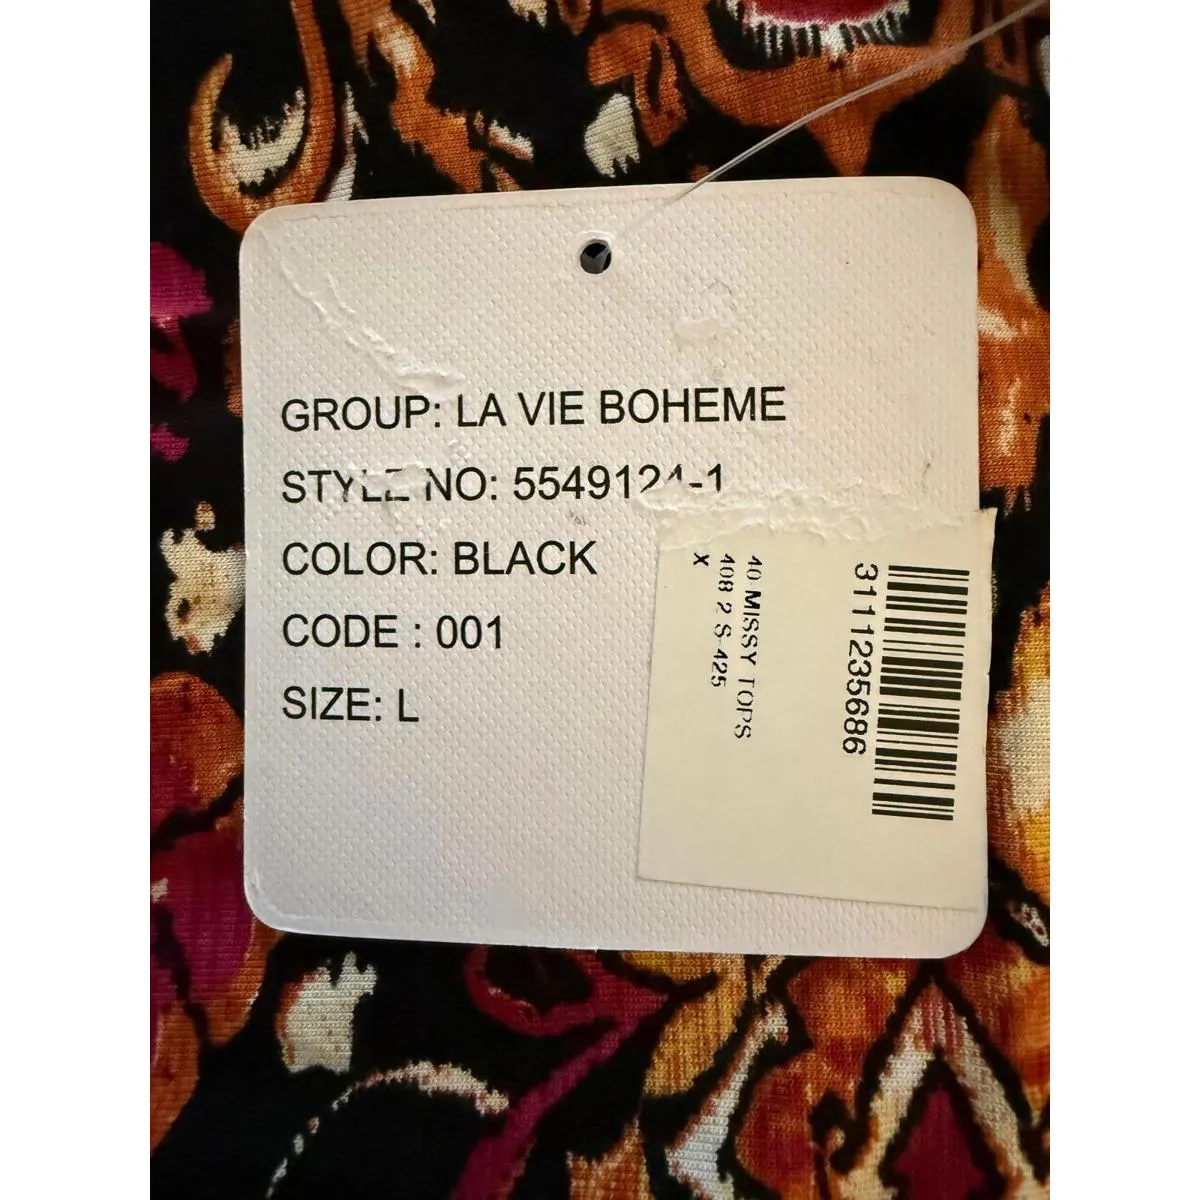 GROUP: LA VIE BOHEME
STYLE NO: 5549124-1
COLOR: BLACK
CODE : 001
SIZE: L
3111235686
40 MISSY TOPS
408 2 S-425
X